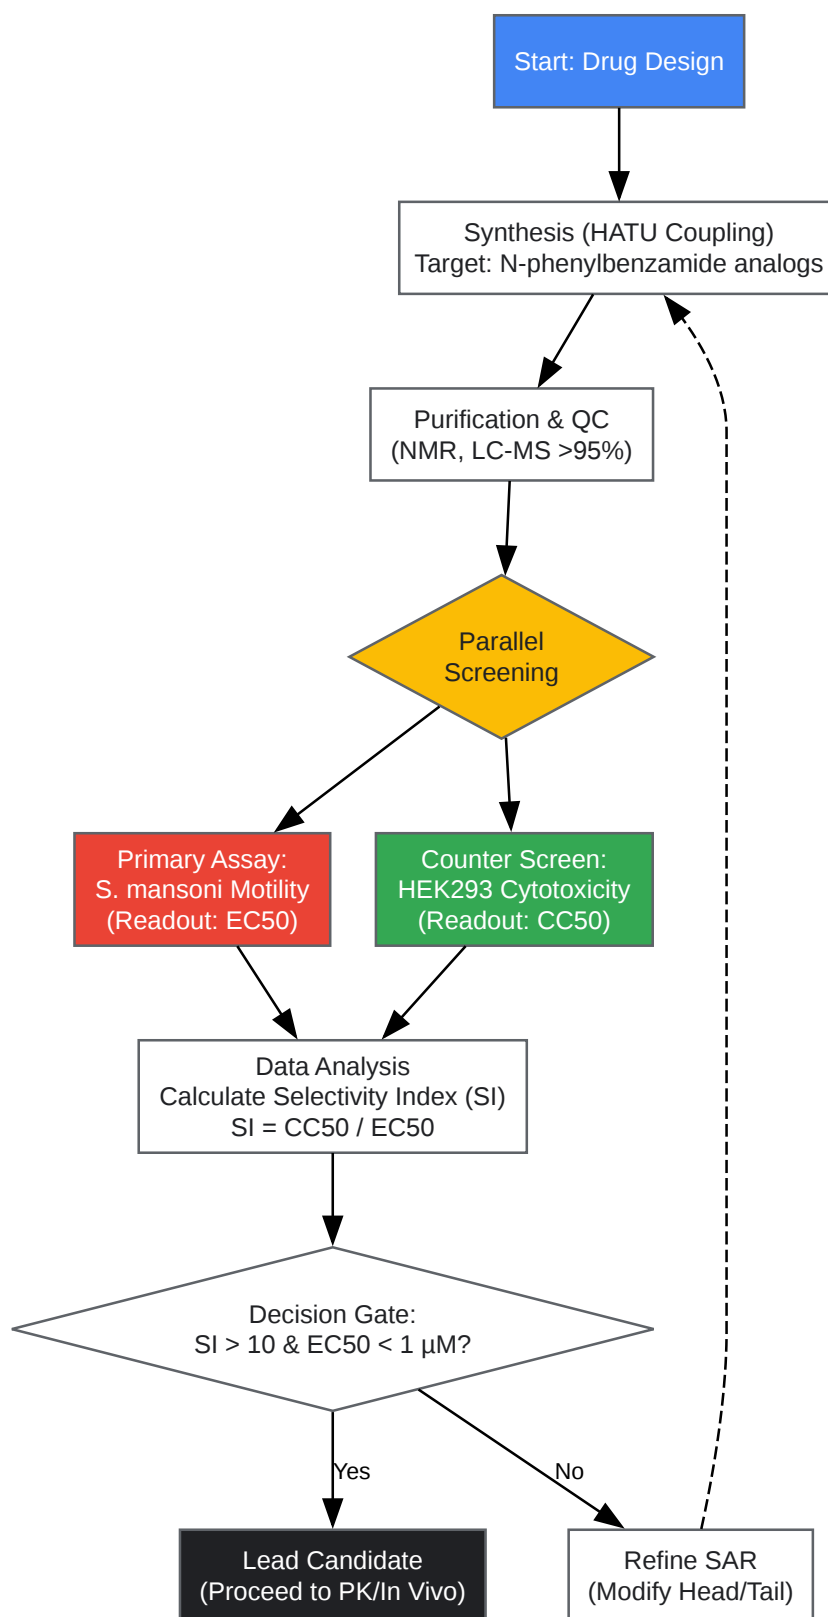 Start: Drug Design
Synthesis (HATU Coupling)
Target: N-phenylbenzamide analogs
Purification & QC
(NMR, LC-MS >95%)
Parallel
Screening
Primary Assay:
S. mansoni Motility
(Readout: EC50)
Counter Screen:
HEK293 Cytotoxicity
(Readout: CC50)
Data Analysis
Calculate Selectivity Index (SI)
SI = CC50 / EC50
Decision Gate:
SI > 10 & EC50 < 1 µM?
Yes
No
Lead Candidate
(Proceed to PK/In Vivo)
Refine SAR
(Modify Head/Tail)